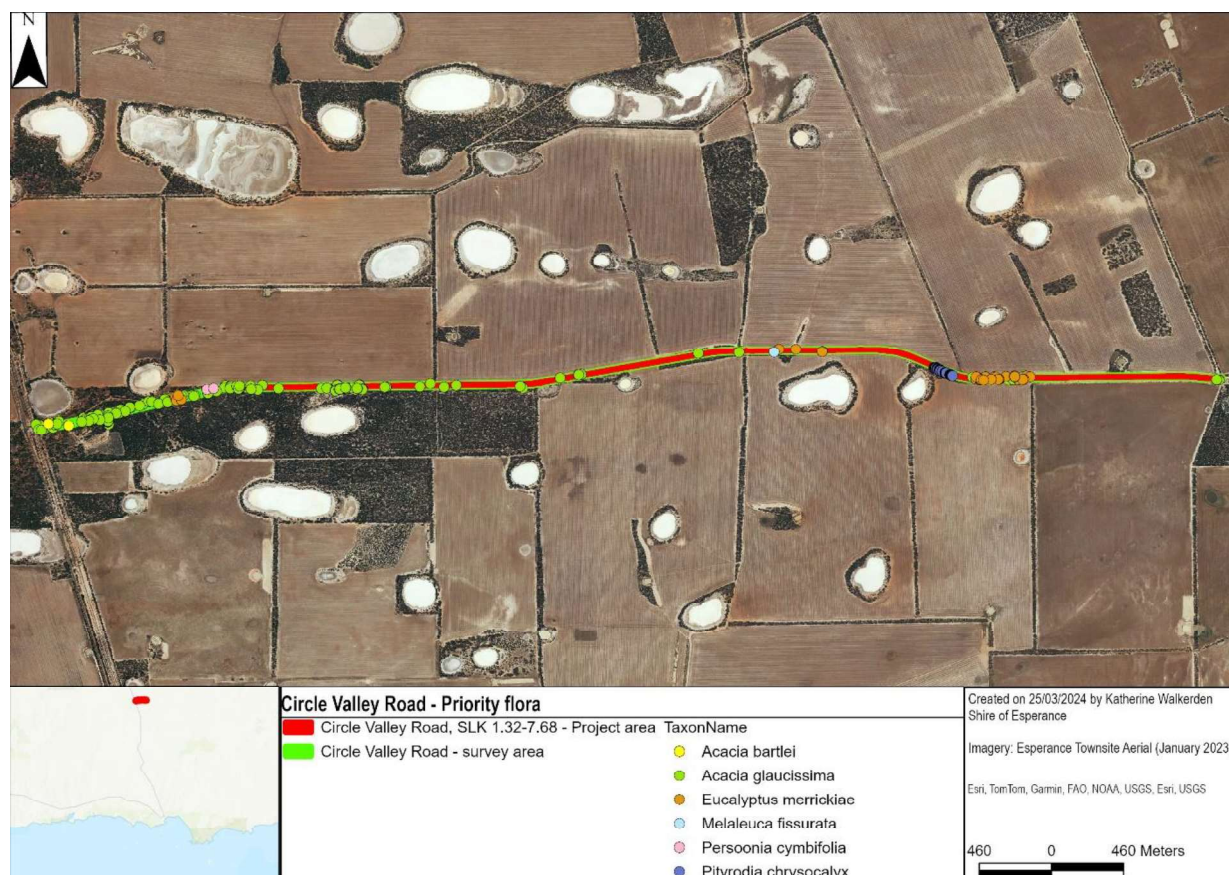 N
Circle Valley Road - Priority flora
Circle Valley Road, SLK 1.32-7.68 - Project area
Circle Valley Road - survey area
TaxonName
Acacia bartlei
Acacia glaucissima
Eucalyptus merrickiae
Melaleuca fissurata
Persoonia cymbifolia
Pityrodia chrysocalyx
Created on 25/03/2024 by Katherine Walkerden
Shire of Esperance
Imagery: Esperance Townsite Aerial (January 2023
Esri, TomTom, Garmin, FAO, NOAA, USGS, Esri, USGS
460 0 460 Meters